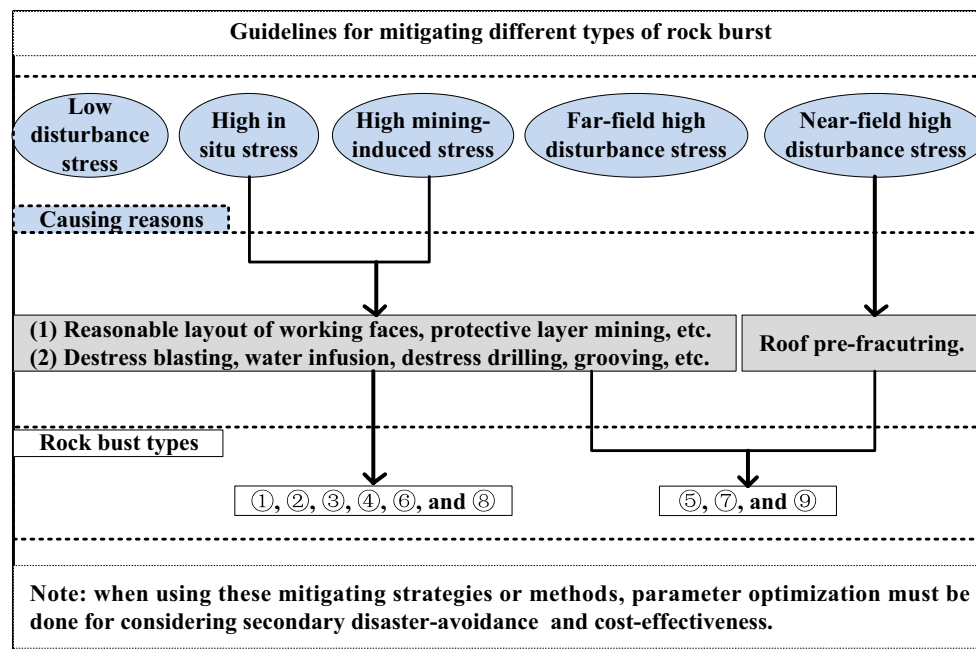 Guidelines for mitigating different types of rock burst
Low
disturbance
stress
High in
situ stress
High mining-
induced stress
Far-field high
disturbance stress
Near-field high
disturbance stress
Causing reasons
(1) Reasonable layout of working faces, protective layer mining, etc.
(2) Destress blasting, water infusion, destress drilling, grooving, etc.
Roof pre-fracutring.
Rock bust types
①, ②, ③, ④, ⑥, and ⑧
⑤, ⑦, and ⑨
Note: when using these mitigating strategies or methods, parameter optimization must be
done for considering secondary disaster-avoidance and cost-effectiveness.